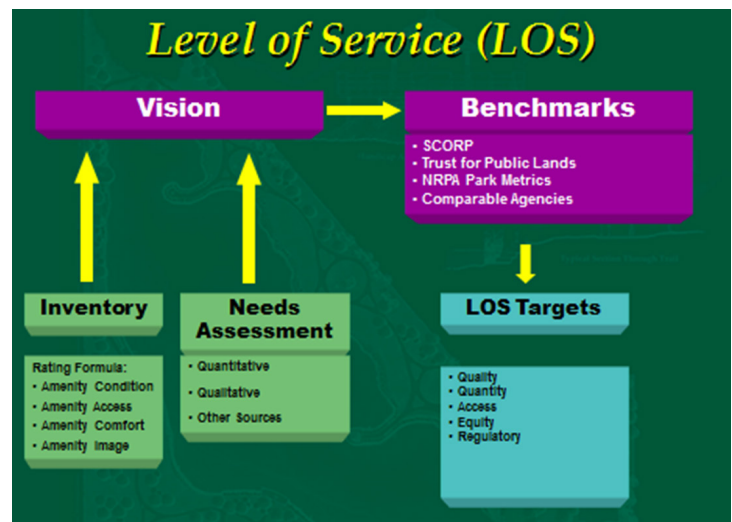 Level of Service (LOS)
Vision
Benchmarks
• SCORP
• Trust for Public Lands
• NRPA Park Metrics
• Comparable Agencies
Inventory
Needs
Assessment
LOS Targets
Rating Formula:
• Amenity Condition
• Amenity Access
• Amenity Comfort
• Amenity Image
• Quantitative
• Qualitative
• Other Sources
• Quality
• Quantity
• Access
• Equity
• Regulatory